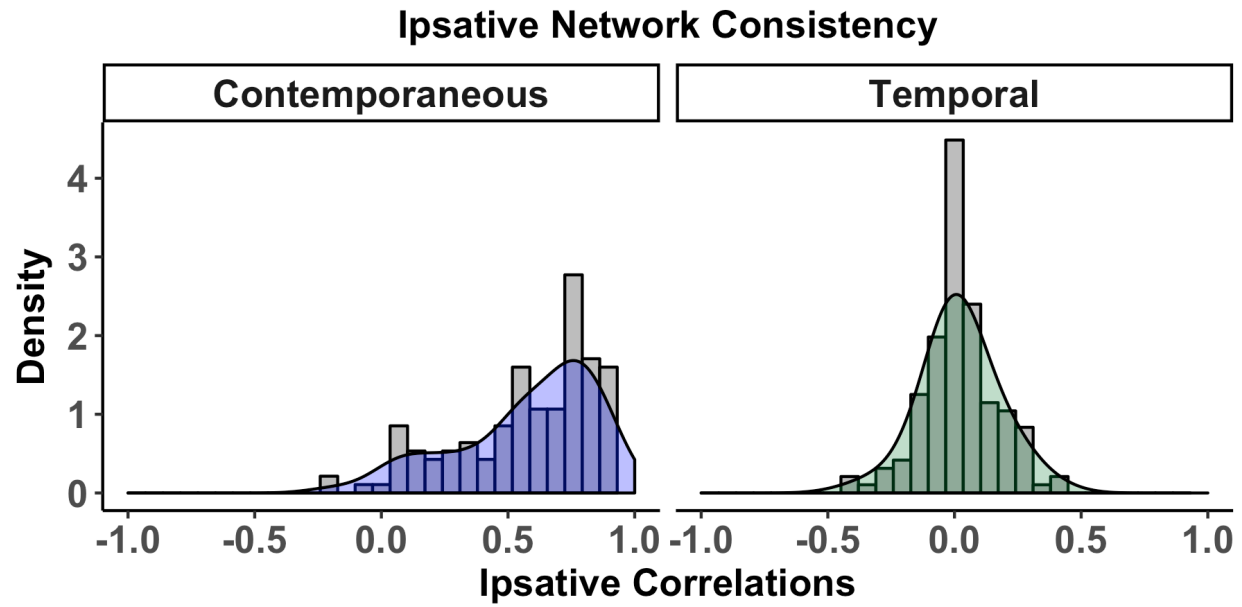 Ipsative Network Consistency
Contemporaneous Temporal
Density
4
3
2
1
0
-1.0 -0.5 0.0 0.5 1.0 -1.0 -0.5 0.0 0.5 1.0
Ipsative Correlations